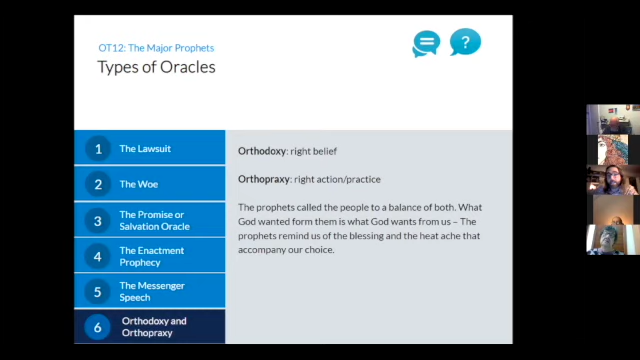 OT12: The Major Prophets
Types of Oracles
?
1 The Lawsuit
2 The Woe
3 The Promise or
Salvation Oracle
4 The Enactment
Prophecy
5 The Messenger
Speech
6 Orthodoxy and
Orthopraxy
Orthodoxy: right belief
Orthopraxy: right action/practice
The prophets called the people to a balance of both. What
God wanted form them is what God wants from us – The
prophets remind us of the blessing and the heat ache that
accompany our choice.